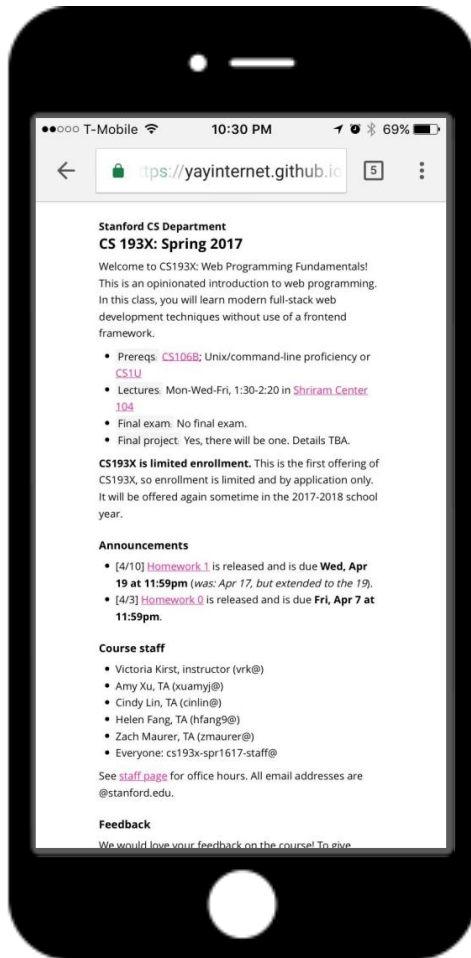 T-Mobile 10:30 PM 69%
tps://yayinternet.github.io 5
Stanford CS Department
CS 193X: Spring 2017
Welcome to CS193X: Web Programming Fundamentals!
This is an opinionated introduction to web programming.
In this class, you will learn modern full-stack web
development techniques without use of a frontend
framework.
• Prereqs: CS106B; Unix/command-line proficiency or
CS1U
• Lectures: Mon-Wed-Fri, 1:30-2:20 in Shriram Center
104
• Final exam: No final exam.
• Final project: Yes, there will be one. Details TBA.
CS193X is limited enrollment. This is the first offering of
CS193X, so enrollment is limited and by application only.
It will be offered again sometime in the 2017-2018 school
year.
Announcements
• [4/10] Homework 1 is released and is due Wed, Apr
19 at 11:59pm (was: Apr 17, but extended to the 19).
• [4/3] Homework 0 is released and is due Fri, Apr 7 at
11:59pm.
Course staff
• Victoria Kirst, instructor (vrk@)
• Amy Xu, TA (xuamyj@)
• Cindy Lin, TA (cinlin@)
• Helen Fang, TA (hfang9@)
• Zach Maurer, TA (zmaurer@)
• Everyone: cs193x-spr1617-staff@
See staff page for office hours. All email addresses are
@stanford.edu.
Feedback
We would love your feedback on the course! To give